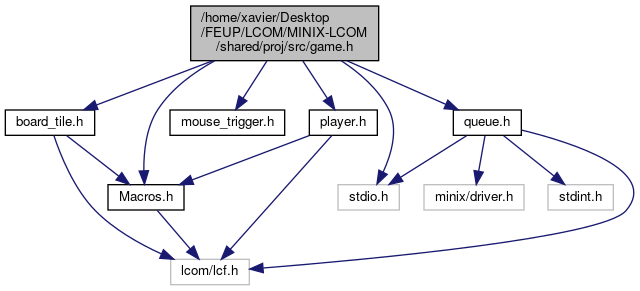 /home/xavier/Desktop
/FEUP/LCOM/MINIX-LCOM
/shared/proj/src/game.h
board_tile.h
mouse_trigger.h
player.h
queue.h
Macros.h
stdio.h
minix/driver.h
stdint.h
lcom/lcf.h